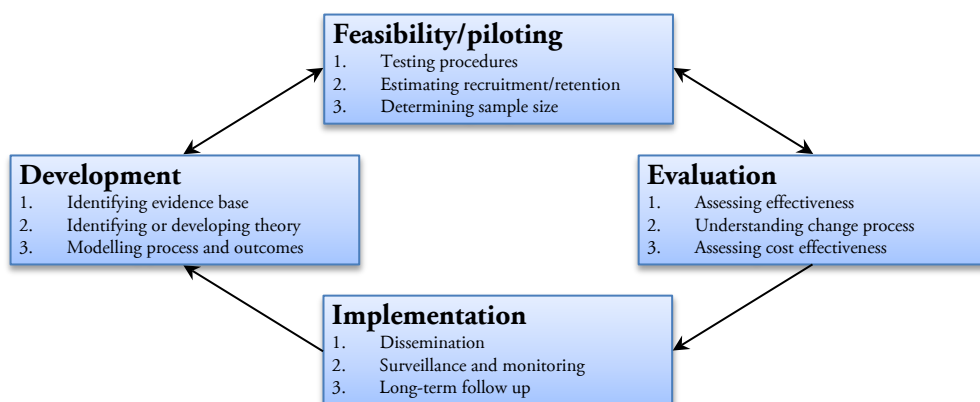 Feasibility/piloting
1. Testing procedures
2. Estimating recruitment/retention
3. Determining sample size
Development
1. Identifying evidence base
2. Identifying or developing theory
3. Modelling process and outcomes
Evaluation
1. Assessing effectiveness
2. Understanding change process
3. Assessing cost effectiveness
Implementation
1. Dissemination
2. Surveillance and monitoring
3. Long-term follow up